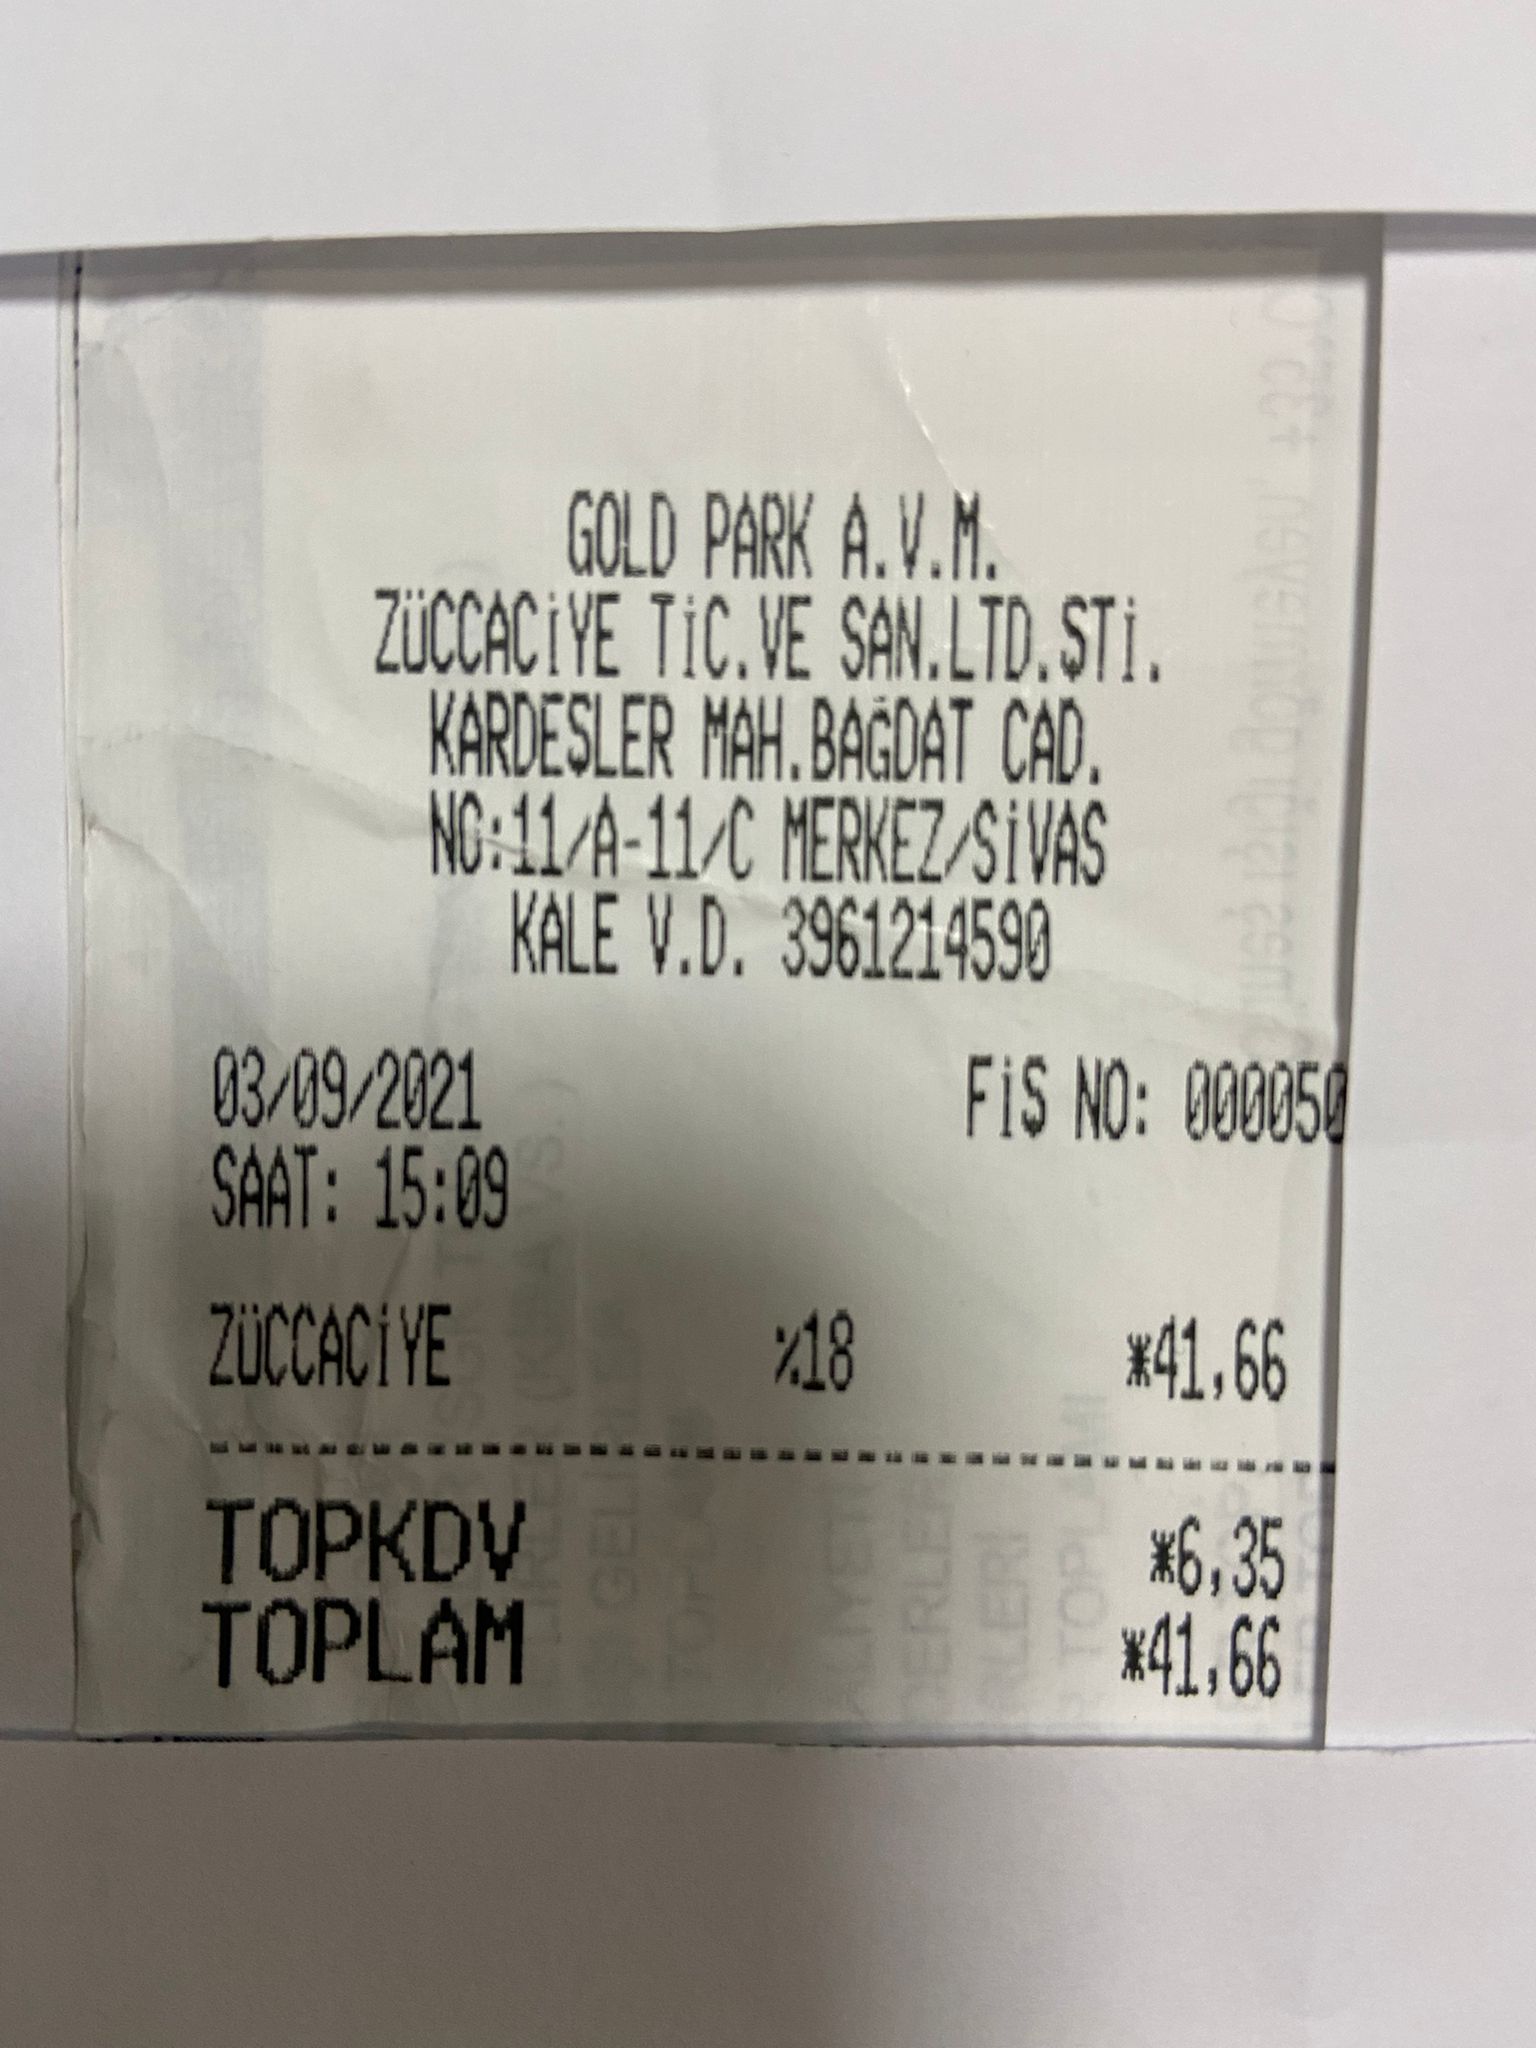 GOLD PARK A.V.M.
ZÜCCACİYE TİC.VE SAN.LTD.ŞTİ.
KARDEŞLER MAH.BAĞDAT CAD.
NO:11/A-11/C MERKEZ/SİVAS
KALE V.D. 3961214590
03/09/2021 FİŞ NO: 000050
SAAT: 15:09
ZÜCCACİYE %18 *41,66
TOPKDV *6,35
TOPLAM *41,66